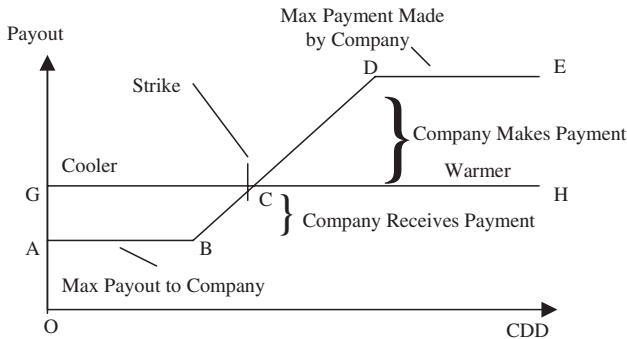 Max Payment Made
by Company
Payout
D
E
Strike
Company Makes Payment
Cooler
Warmer
G
C
H
Company Receives Payment
A
B
Max Payout to Company
O
CDD